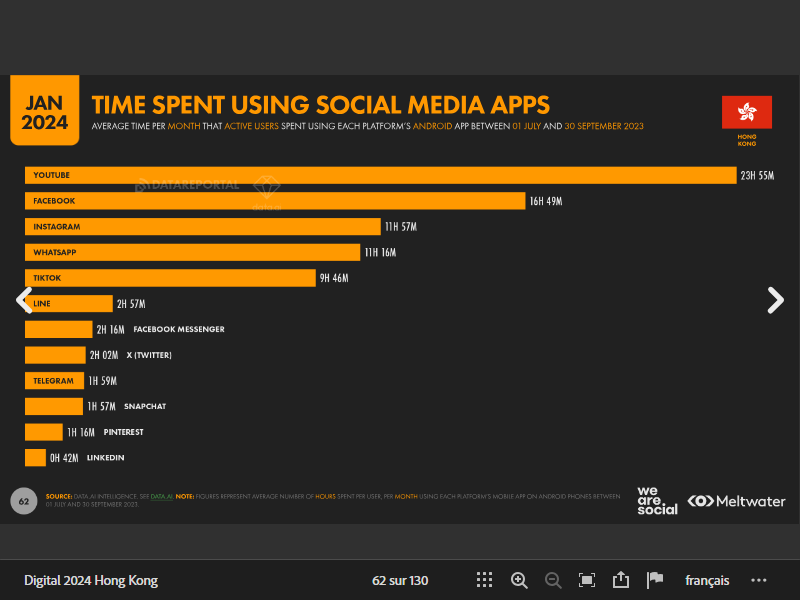 JAN
2024
TIME SPENT USING SOCIAL MEDIA APPS
AVERAGE TIME PER MONTH THAT ACTIVE USERS SPENT USING EACH PLATFORM'S ANDROID APP BETWEEN 01 JULY AND 30 SEPTEMBER 2023
HONG
KONG
YOUTUBE 23H 55M
DATAREPORTAL
FACEBOOK 16H 49M
INSTAGRAM 11H 57M
WHATSAPP 11H 16M
TIKTOK 9H 46M
LINE 2H 57M
2H 16M FACEBOOK MESSENGER
2H 02M X (TWITTER)
TELEGRAM 1H 59M
1H 57M SNAPCHAT
1H 16M PINTEREST
0H 42M LINKEDIN
62
SOURCE: DATA.AI INTELLIGENCE. SEE DATA.AI. NOTE: FIGURES REPRESENT AVERAGE NUMBER OF HOURS SPENT PER USER, PER MONTH USING EACH PLATFORM'S MOBILE APP ON ANDROID PHONES BETWEEN
01 JULY AND 30 SEPTEMBER 2023.
we
are
social
Meltwater
Digital 2024 Hong Kong
62 sur 130
français